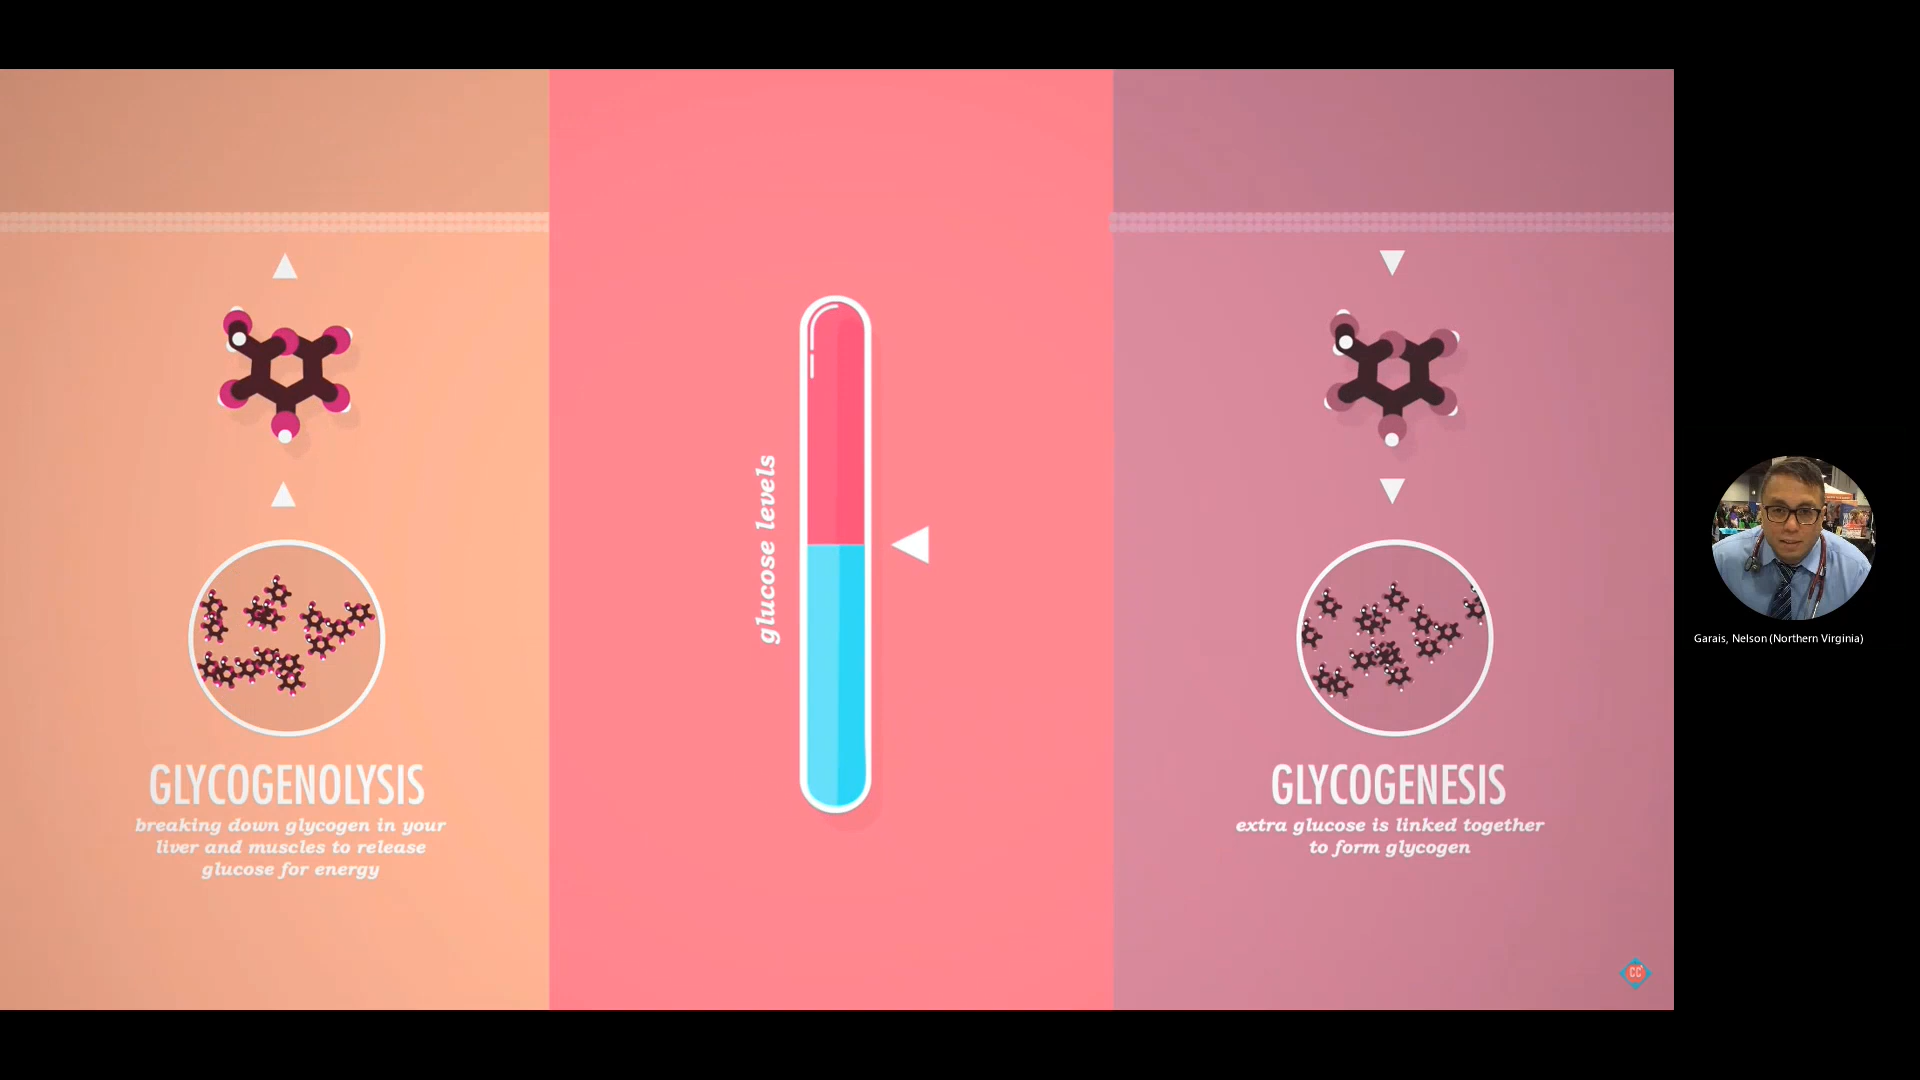 glucose levels
GLYCOGENOLYSIS
breaking down glycogen in your
liver and muscles to release
glucose for energy
GLYCOGENESIS
extra glucose is linked together
to form glycogen
CC
Garais, Nelson (Northern Virginia)